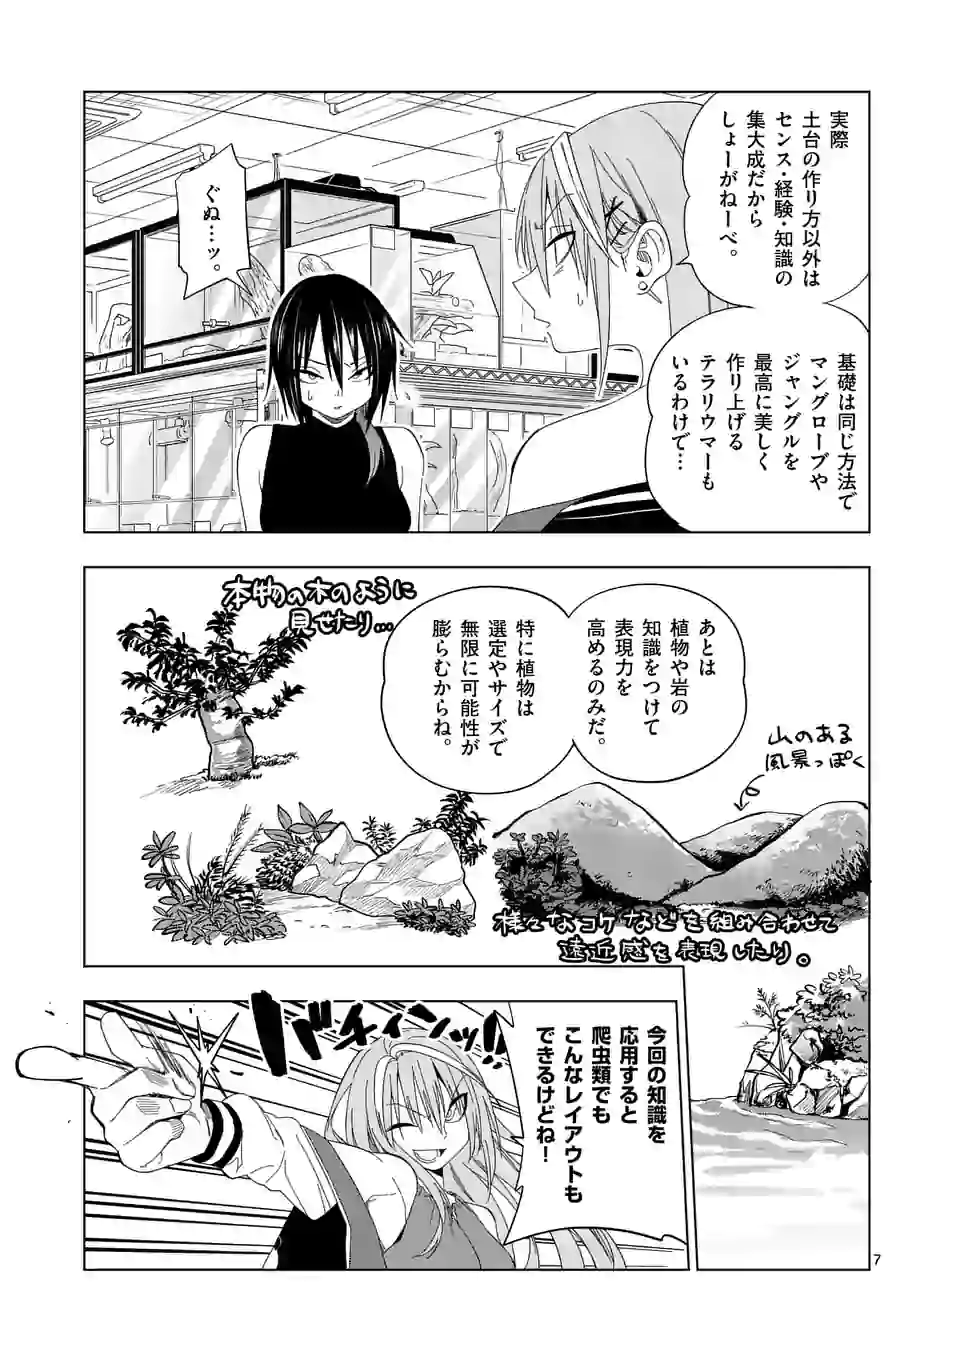 実際
土台の作り方以外は
センス・経験・知識の
集大成だから
しょーがねーべ。
基礎は同じ方法で
マングローブや
ジャングルを
最高に美しく
作り上げる
テラリウマーも
いるわけで…
ぐぬ…ッ。
あとは
植物や岩の
知識をつけて
表現力を
高めるのみだ。
特に植物は
選定やサイズで
無限に可能性が
膨らむからね。
本物の木のように
見せたり…
山のある
風景っぽく
様々なコケなどを組み合わせて
遠近感を表現したり。
今回の知識を
応用すると
爬虫類でも
こんなレイアウトも
できるけどね!
バチィンッ!!
7